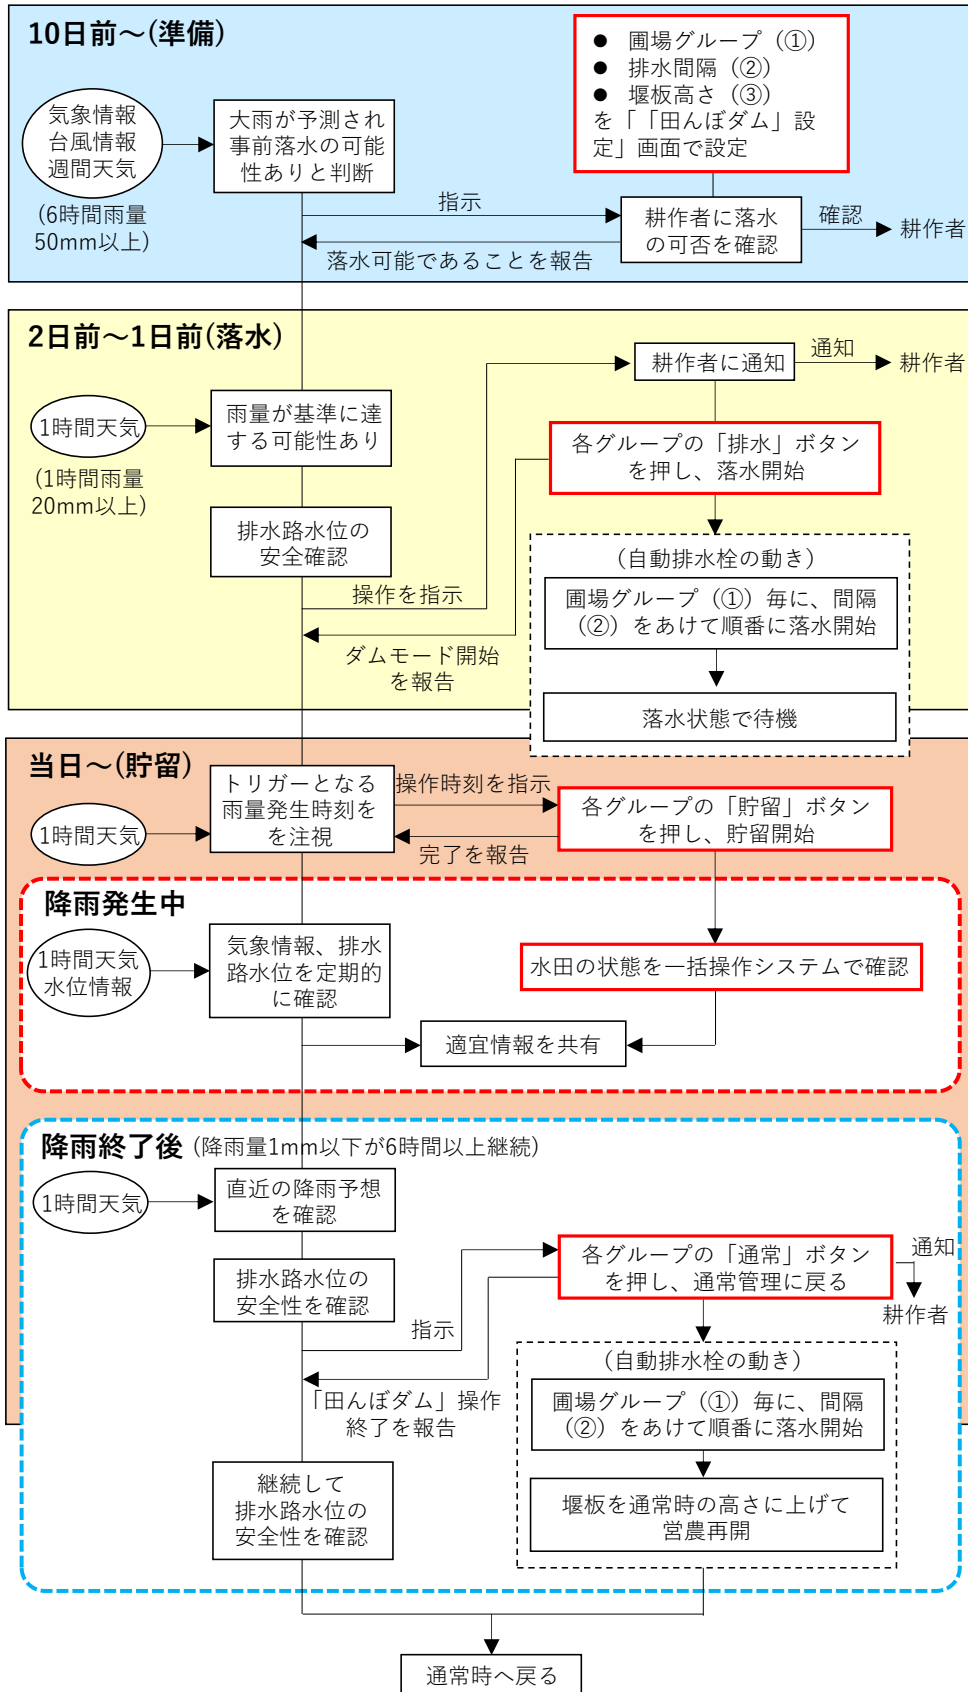 10日前～(準備)
● 圃場グループ（①）
● 排水間隔（②）
● 堰板高さ（③）
を「「田んぼダム」設
定」画面で設定
気象情報
台風情報
週間天気
(6時間雨量
50mm以上)
大雨が予測され
事前落水の可能
性ありと判断
指示
耕作者に落水
の可否を確認
確認
耕作者
落水可能であることを報告
2日前～1日前(落水)
耕作者に通知
通知
耕作者
1時間天気
(1時間雨量
20mm以上)
雨量が基準に達
する可能性あり
各グループの「排水」ボタン
を押し、落水開始
排水路水位の
安全確認
操作を指示
ダムモード開始
を報告
(自動排水栓の動き)
圃場グループ（①）毎に、間隔
（②）をあけて順番に落水開始
落水状態で待機
当日～(貯留)
1時間天気
トリガーとなる
雨量発生時刻を
を注視
操作時刻を指示
完了を報告
各グループの「貯留」ボタン
を押し、貯留開始
降雨発生中
1時間天気
水位情報
気象情報、排水
路水位を定期的
に確認
水田の状態を一括操作システムで確認
適宜情報を共有
降雨終了後 (降雨量1mm以下が6時間以上継続)
1時間天気
直近の降雨予想
を確認
排水路水位の
安全性を確認
指示
各グループの「通常」ボタン
を押し、通常管理に戻る
通知
耕作者
「田んぼダム」操作
終了を報告
(自動排水栓の動き)
圃場グループ（①）毎に、間隔
（②）をあけて順番に落水開始
堰板を通常時の高さに上げて
営農再開
継続して
排水路水位の
安全性を確認
通常時へ戻る